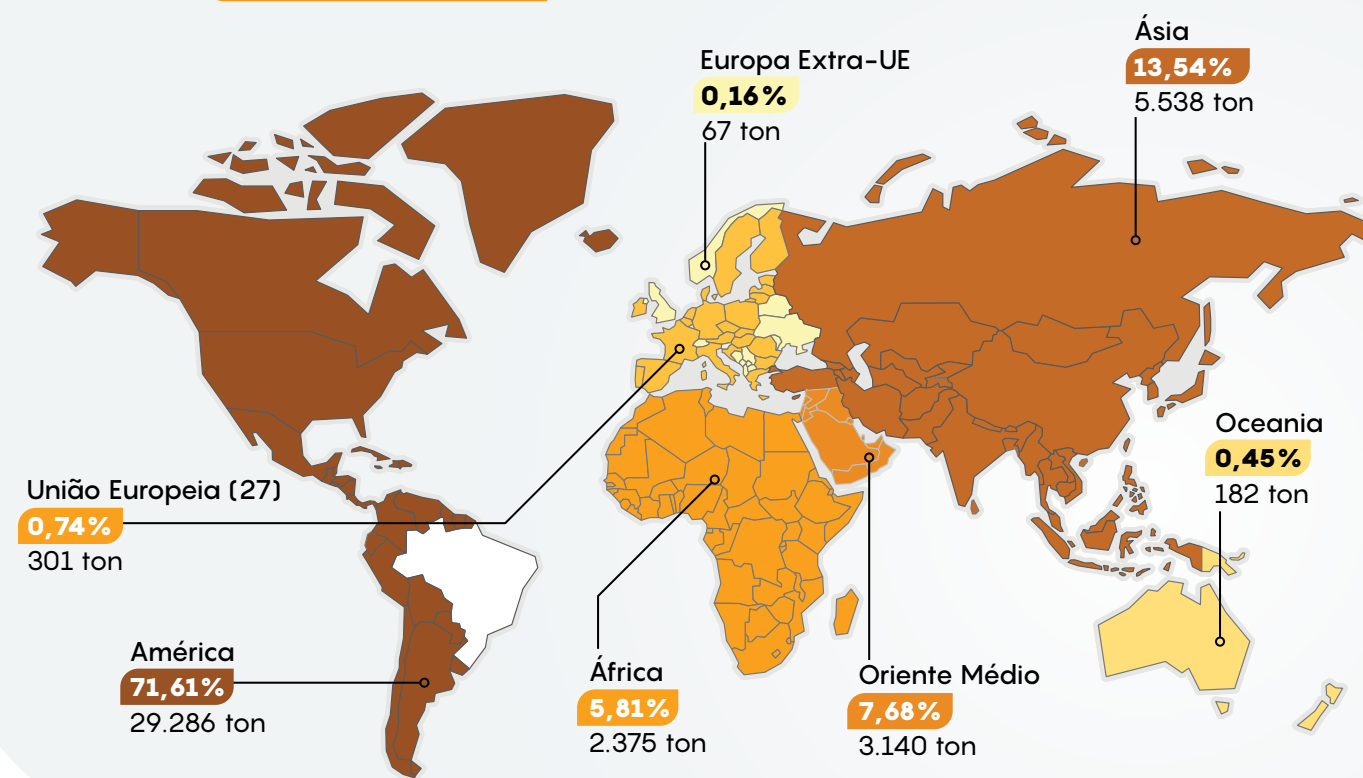 Ásia
13,54%
5.538 ton
Europa Extra-UE
0,16%
67 ton
Oceania
0,45%
182 ton
União Europeia (27)
0,74%
301 ton
América
71,61%
29.286 ton
África
5,81%
2.375 ton
Oriente Médio
7,68%
3.140 ton